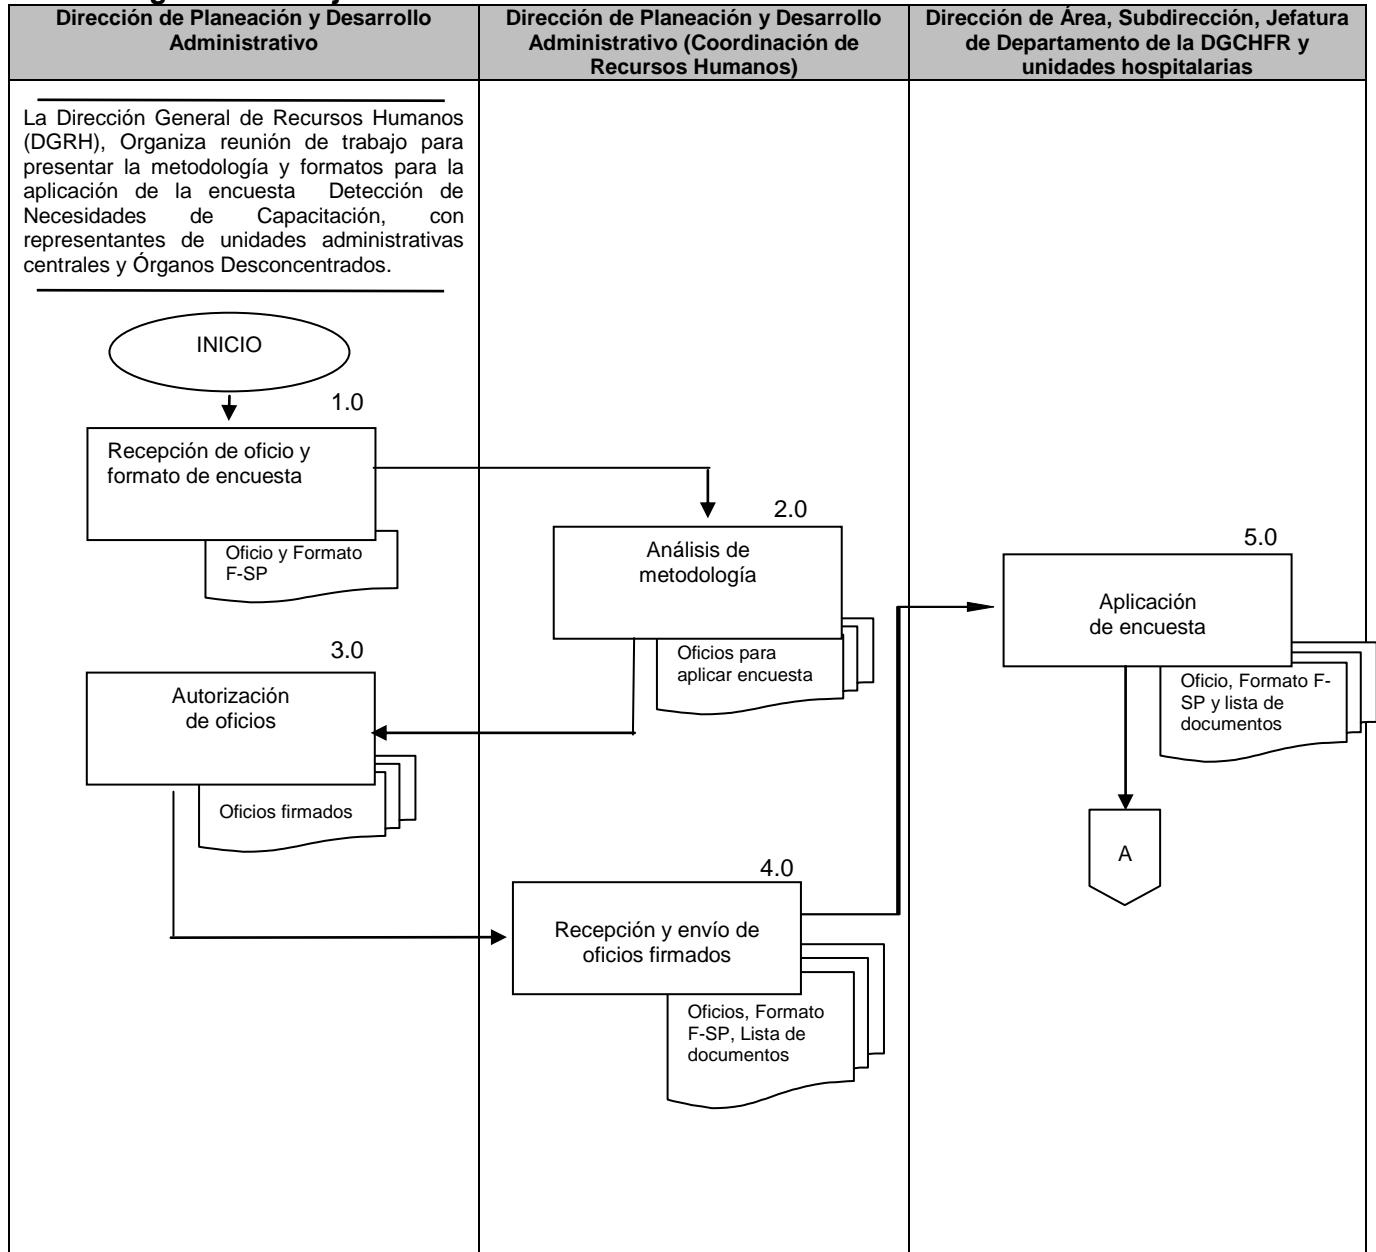 Dirección de Planeación y Desarrollo
Administrativo
Dirección de Planeación y Desarrollo
Administrativo (Coordinación de
Recursos Humanos)
Dirección de Área, Subdirección, Jefatura
de Departamento de la DGCHFR y
unidades hospitalarias
La Dirección General de Recursos Humanos
(DGRH), Organiza reunión de trabajo para
presentar la metodología y formatos para la
aplicación de la encuesta Detección de
Necesidades de Capacitación, con
representantes de unidades administrativas
centrales y Órganos Desconcentrados.
INICIO
1.0
Recepción de oficio y
formato de encuesta
Oficio y Formato
F-SP
2.0
Análisis de
metodología
Oficios para
aplicar encuesta
3.0
Autorización
de oficios
Oficios firmados
4.0
Recepción y envío de
oficios firmados
Oficios, Formato
F-SP, Lista de
documentos
5.0
Aplicación
de encuesta
Oficio, Formato F-
SP y lista de
documentos
A